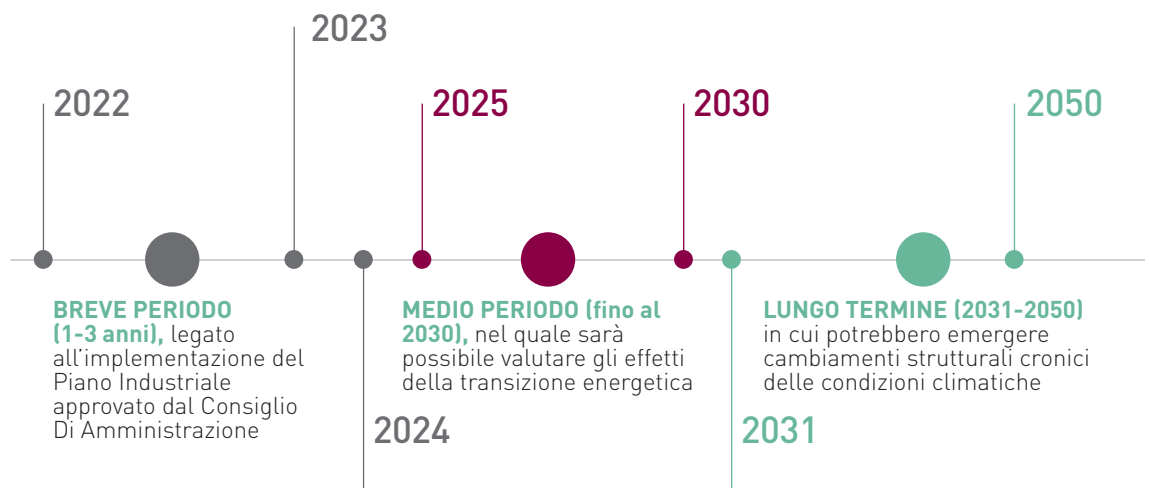 2023
2022
2025
2030
2050
BREVE PERIODO
(1-3 anni), legato
all'implementazione del
Piano Industriale
approvato dal Consiglio
Di Amministrazione
MEDIO PERIODO (fino al
2030), nel quale sarà
possibile valutare gli effetti
della transizione energetica
LUNGO TERMINE (2031-2050)
in cui potrebbero emergere
cambiamenti strutturali cronici
delle condizioni climatiche
2024
2031